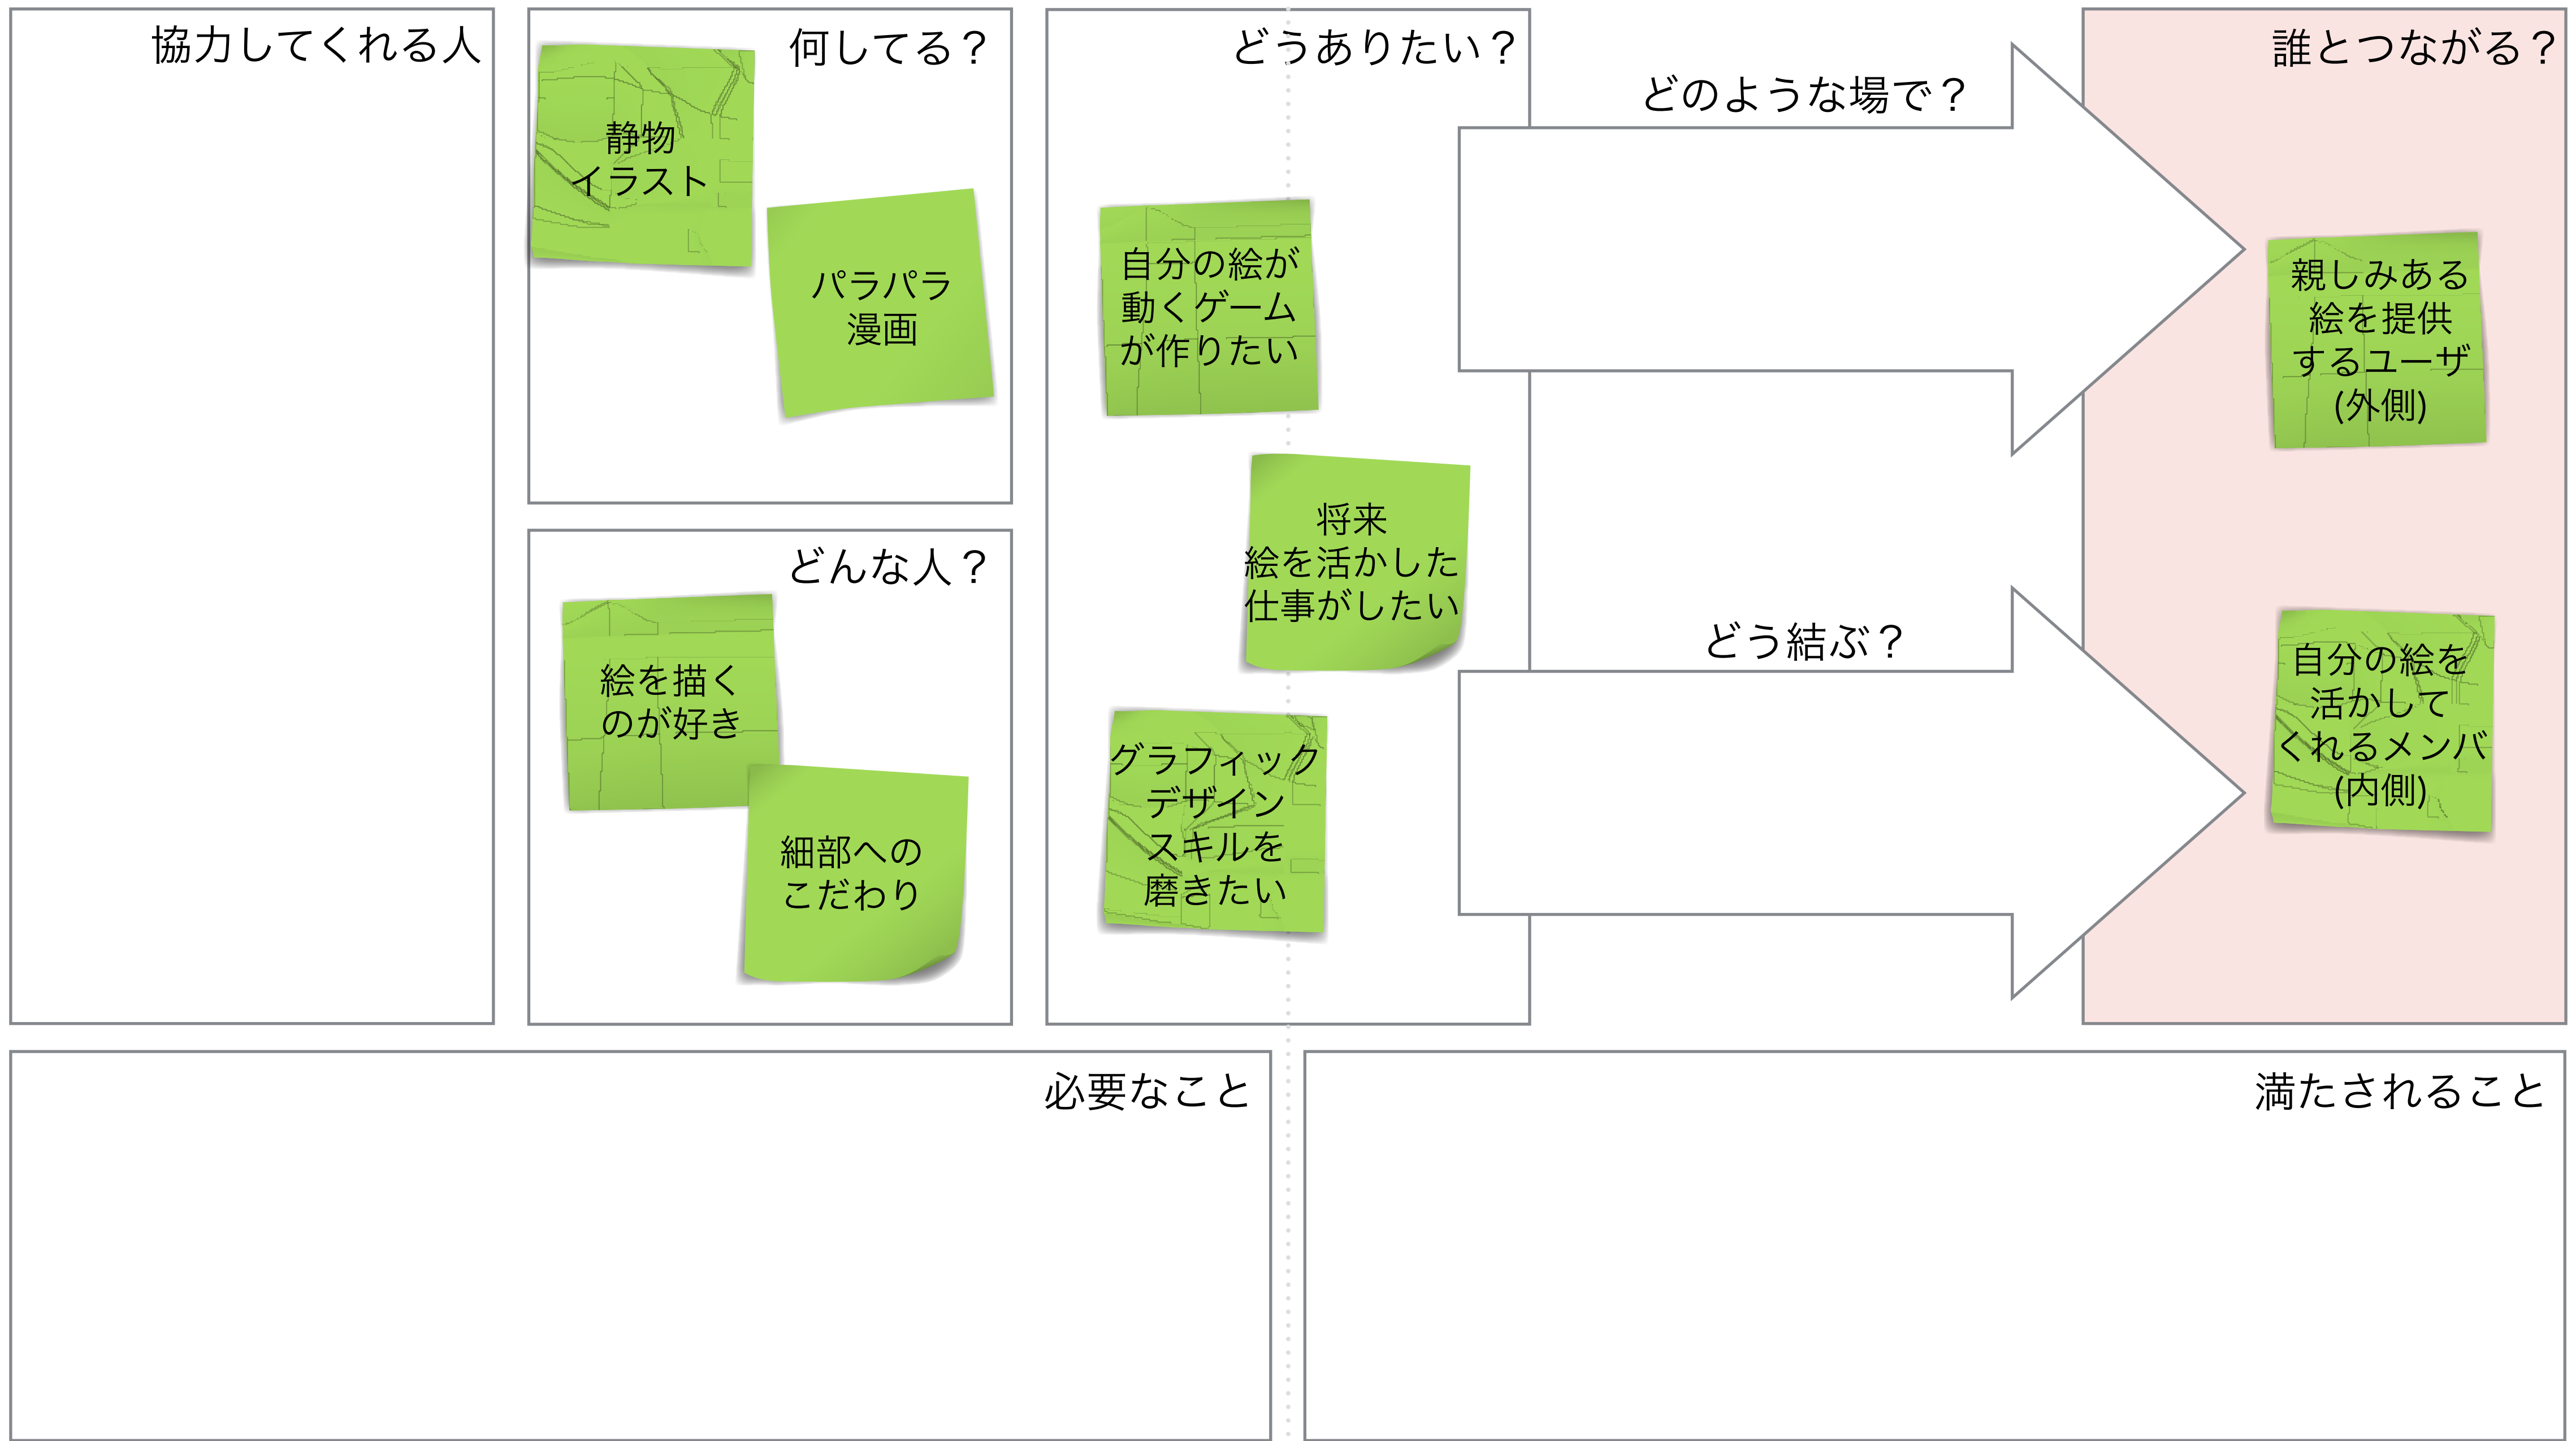 協力してくれる人
何してる？
静物
イラスト
パラパラ
漫画
どんな人？
絵を描く
のが好き
細部への
こだわり
どうありたい？
自分の絵が
動くゲーム
が作りたい
将来
絵を活かした
仕事がしたい
グラフィック
デザイン
スキルを
磨きたい
どのような場で？
どう結ぶ？
誰とつながる？
親しみある
絵を提供
するユーザ
(外側)
自分の絵を
活かして
くれるメンバ
(内側)
必要なこと
満たされること